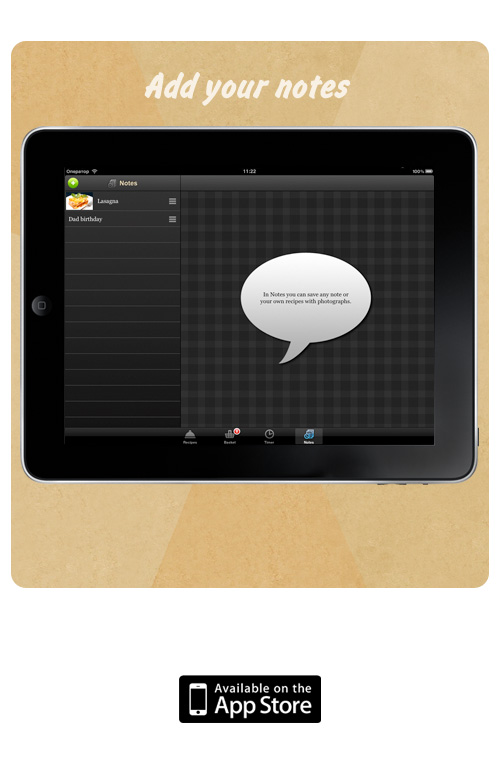 Add your notes
Оператор
11:22
100%
Notes
Lasagna
Dad birthday
In Notes you can save any note or
your own recipes with photographs.
Recipes
Basket
Timer
Notes
Available on the
App Store